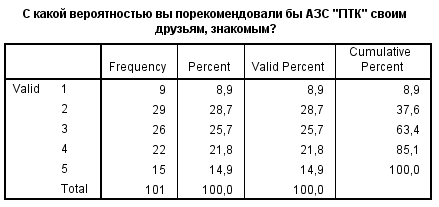 С какой вероятностью вы порекомендовали бы АЗС "ПТК" своим
друзьям, знакомым?
Frequency Percent Valid Percent Cumulative Percent
Valid 1 9 8,9 8,9 8,9
2 29 28,7 28,7 37,6
3 26 25,7 25,7 63,4
4 22 21,8 21,8 85,1
5 15 14,9 14,9 100,0
Total 101 100,0 100,0